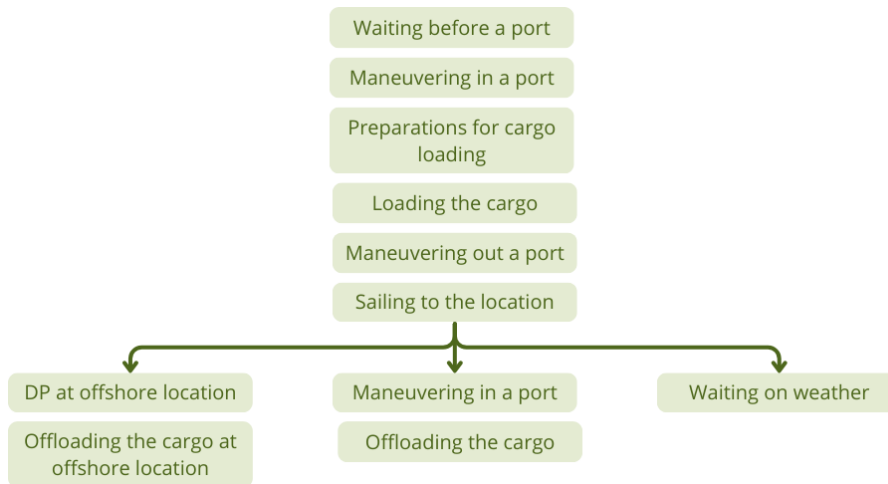 Waiting before a port
Maneuvering in a port
Preparations for cargo
loading
Loading the cargo
Maneuvering out a port
Sailing to the location
DP at offshore location
Maneuvering in a port
Waiting on weather
Offloading the cargo at
offshore location
Offloading the cargo